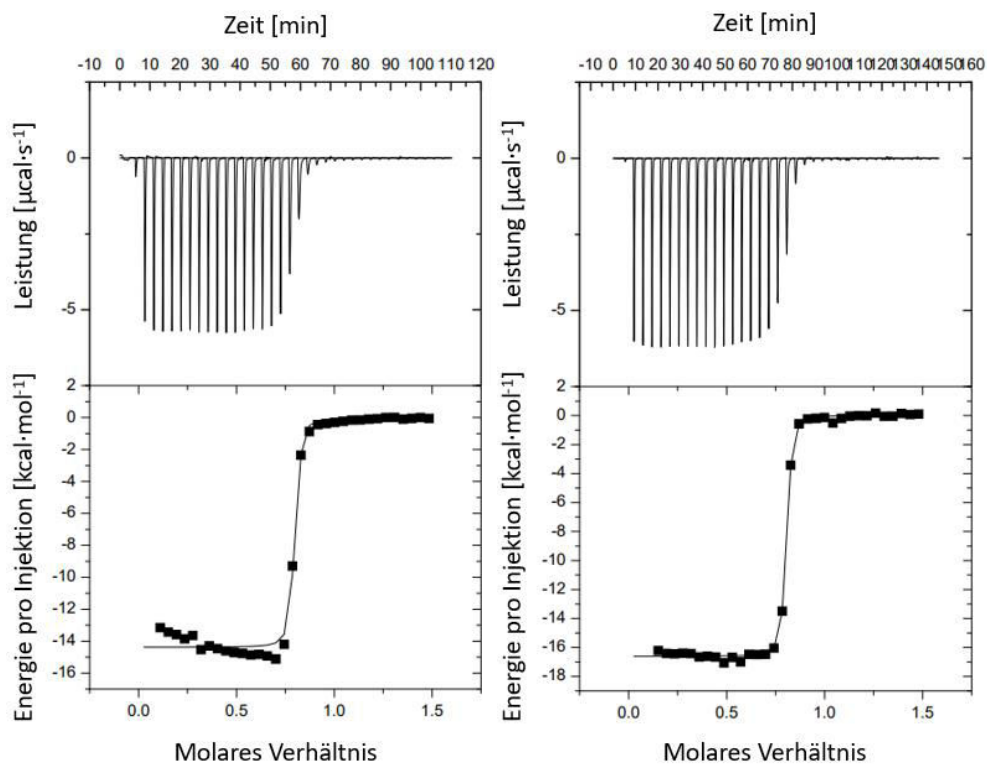 Zeit [min]
-10 0 10 20 30 40 50 60 70 80 90 100 110 120
Leistung [µcal·s-1]
0
-5
Energie pro Injektion [kcal·mol-1]
2
0
-2
-4
-6
-8
-10
-12
-14
-16
0.0 0.5 1.0 1.5
Molares Verhältnis
Zeit [min]
-10 0 10 20 30 40 50 60 70 80 90 100 110 120 130 140 150 160
Leistung [µcal·s-1]
0
-5
Energie pro Injektion [kcal·mol-1]
2
0
-2
-4
-6
-8
-10
-12
-14
-16
-18
0.0 0.5 1.0 1.5
Molares Verhältnis